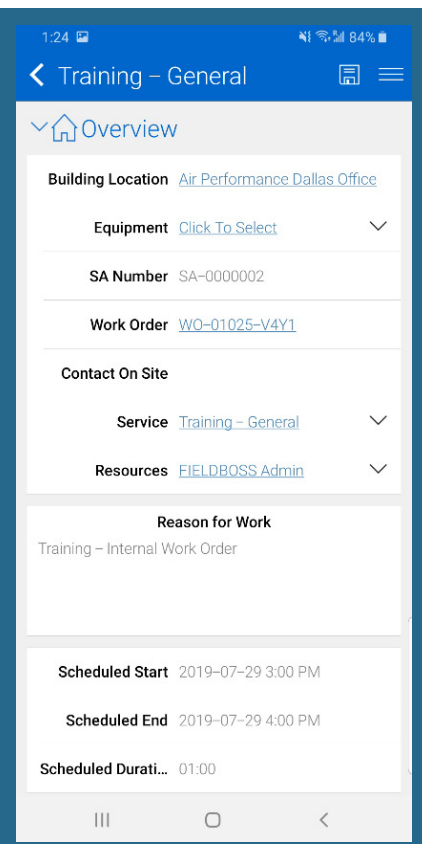 1:24 84%
Training – General
Overview
Building Location Air Performance Dallas Office
Equipment Click To Select
SA Number SA-0000002
Work Order WO-01025-V4Y1
Contact On Site
Service Training – General
Resources FIELDBOSS Admin
Reason for Work
Training – Internal Work Order
Scheduled Start 2019-07-29 3:00 PM
Scheduled End 2019-07-29 4:00 PM
Scheduled Durati... 01:00